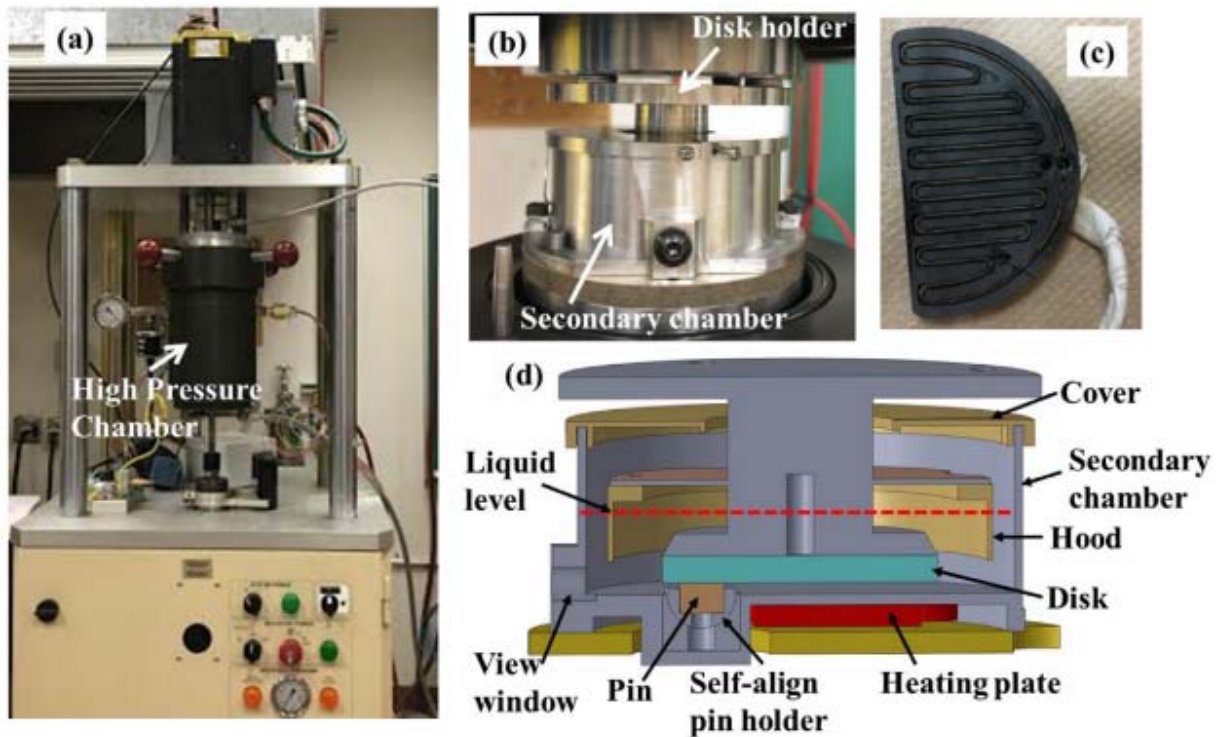 (a)
High Pressure
Chamber
(b)
Disk holder
Secondary chamber
(c)
(d)
Cover
Liquid
level
Secondary
chamber
Hood
Disk
View
window
Pin
Self-align
pin holder
Heating plate